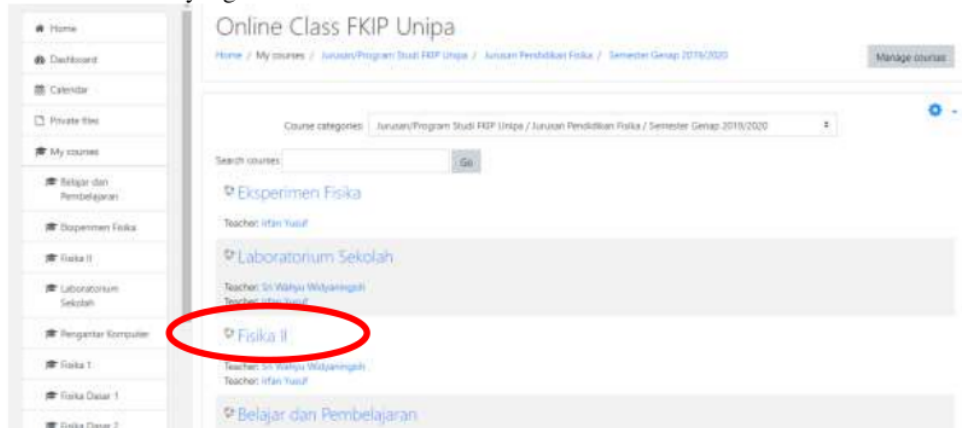 Home
Dashboard
Calendar
Private files
My courses
Belajar dan
Pembelajaran
Eksperimen Fisika
Fisika II
Laboratorium
Sekolah
Pengantar Komputer
Fisika 1
Fisika Dasar 1
Fisika Dasar 2
Online Class FKIP Unipa
Home / My courses / Jurusan/Program Studi FKIP Unipa / Jurusan Pendidikan Fisika / Semester Genap 2019/2020
Manage courses
Course categories: Jurusan/Program Studi FKIP Unipa / Jurusan Pendidikan Fisika / Semester Genap 2019/2020
Search courses: Go
Eksperimen Fisika
Teacher: Irfan Yusuf
Laboratorium Sekolah
Teacher: Sri Wahyu Widyaningsih
Teacher: Irfan Yusuf
Fisika II
Teacher: Sri Wahyu Widyaningsih
Teacher: Irfan Yusuf
Belajar dan Pembelajaran